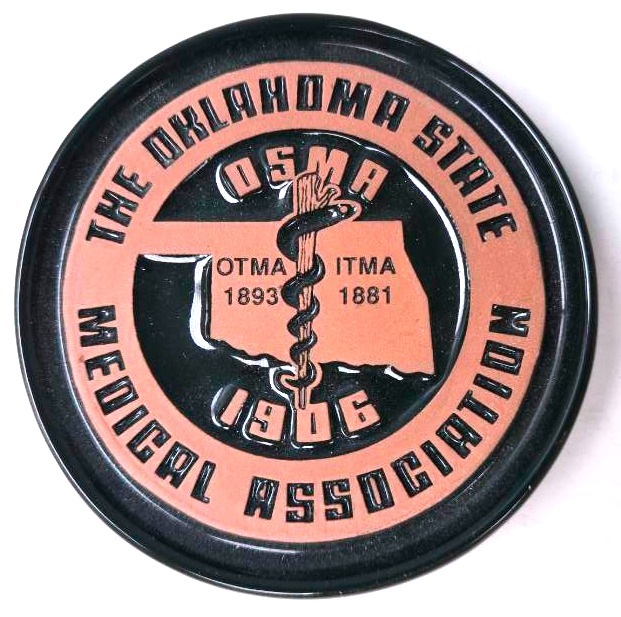 THE OKLAHOMA STATE
MEDICAL ASSOCIATION
OSMA
OTMA ITMA
1893 1881
1906